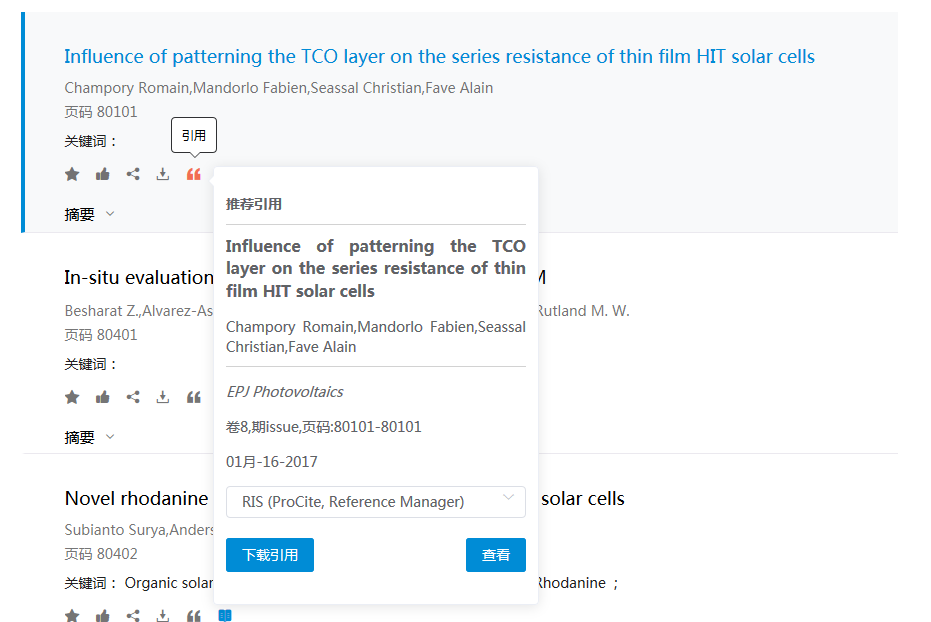 Influence of patterning the TCO layer on the series resistance of thin film HIT solar cells
Champory Romain,Mandorlo Fabien,Seassal Christian,Fave Alain
页码 80101
关键词：
引用
摘要
推荐引用
Influence of patterning the TCO
layer on the series resistance of thin
film HIT solar cells
Champory Romain,Mandorlo Fabien,Seassal
Christian,Fave Alain
EPJ Photovoltaics
卷8,期issue,页码:80101-80101
01月-16-2017
RIS (ProCite, Reference Manager)
下载引用
查看
In-situ evaluation
Besharat Z.,Alvarez-As Rutland M. W.
页码 80401
关键词：
摘要
Novel rhodanine solar cells
Subianto Surya,Anders
页码 80402
关键词： Organic solar Rhodanine ；